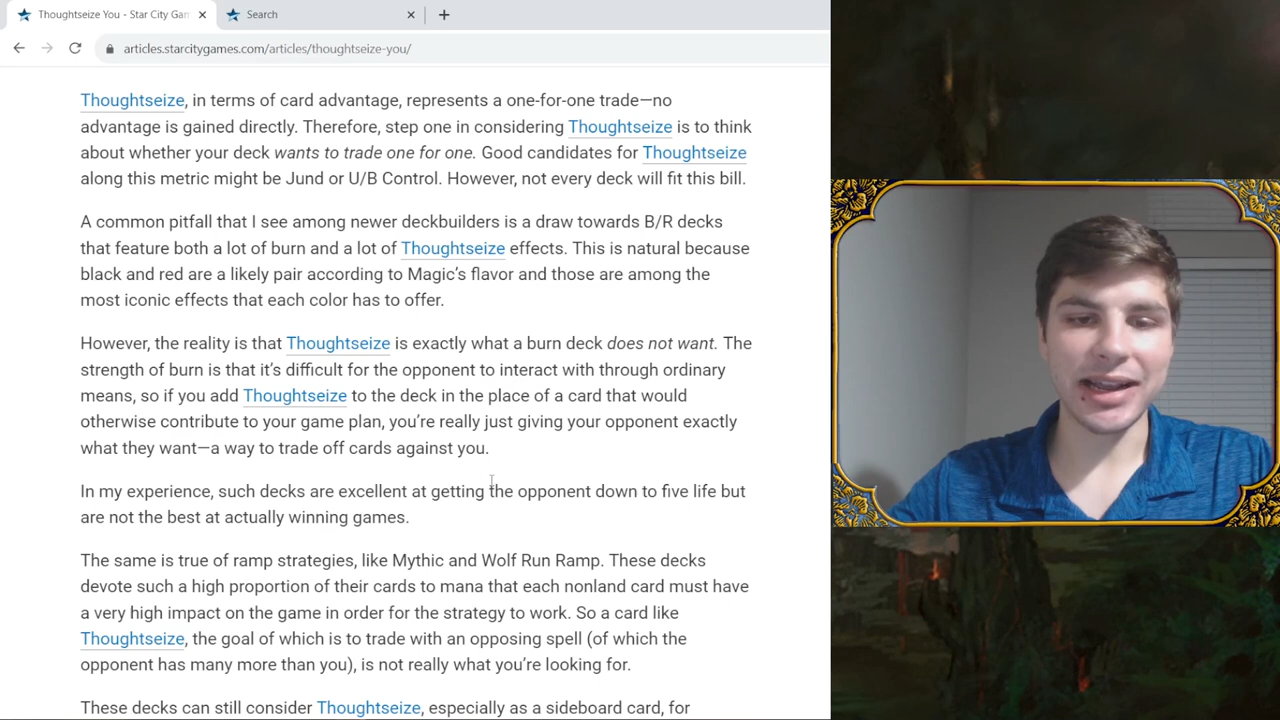 Thoughtseize You - Star City Gam
Search
articles.starcitygames.com/articles/thoughtseize-you/
Thoughtseize, in terms of card advantage, represents a one-for-one trade—no
advantage is gained directly. Therefore, step one in considering Thoughtseize is to think
about whether your deck wants to trade one for one. Good candidates for Thoughtseize
along this metric might be Jund or U/B Control. However, not every deck will fit this bill.
A common pitfall that I see among newer deckbuilders is a draw towards B/R decks
that feature both a lot of burn and a lot of Thoughtseize effects. This is natural because
black and red are a likely pair according to Magic's flavor and those are among the
most iconic effects that each color has to offer.
However, the reality is that Thoughtseize is exactly what a burn deck does not want. The
strength of burn is that it's difficult for the opponent to interact with through ordinary
means, so if you add Thoughtseize to the deck in the place of a card that would
otherwise contribute to your game plan, you're really just giving your opponent exactly
what they want—a way to trade off cards against you.
In my experience, such decks are excellent at getting the opponent down to five life but
are not the best at actually winning games.
The same is true of ramp strategies, like Mythic and Wolf Run Ramp. These decks
devote such a high proportion of their cards to mana that each nonland card must have
a very high impact on the game in order for the strategy to work. So a card like
Thoughtseize, the goal of which is to trade with an opposing spell (of which the
opponent has many more than you), is not really what you're looking for.
These decks can still consider Thoughtseize, especially as a sideboard card, for